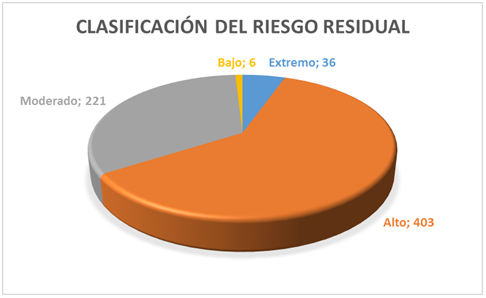 CLASIFICACIÓN DEL RIESGO RESIDUAL
Bajo; 6
Extremo; 36
Moderado; 221
Alto; 403